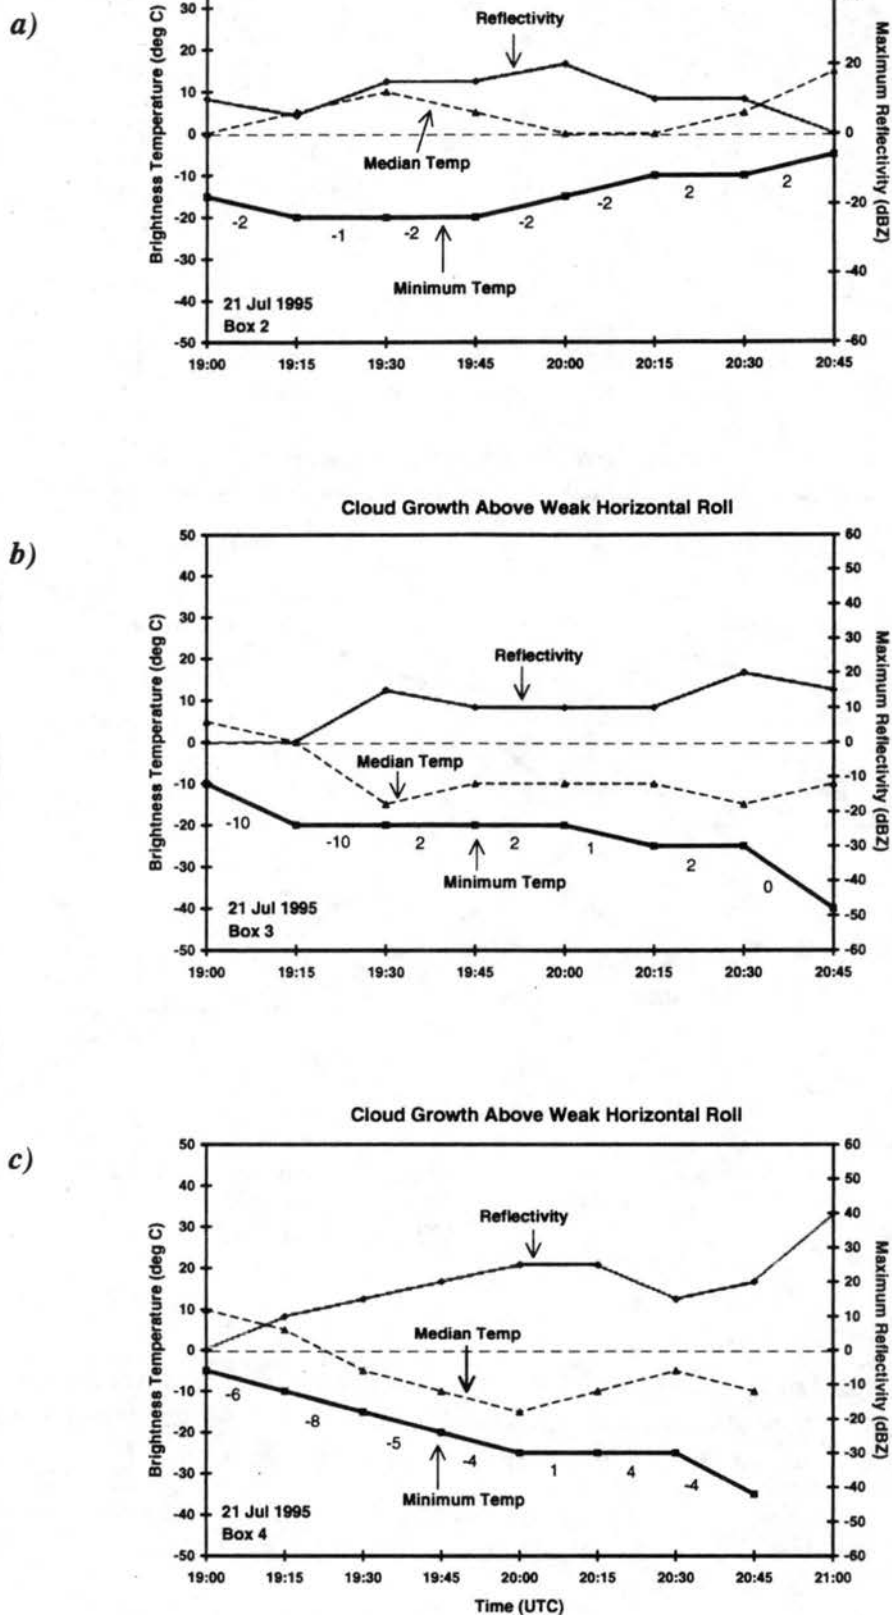 a)
30
20
10
0
-10
-20
-30
-40
-50
Brightness Temperature (deg C)
Reflectivity
Median Temp
Minimum Temp
-2
-1
-2
-2
-2
2
2
21 Jul 1995
Box 2
20
0
-20
-40
-60
Maximum Reflectivity (dBZ)
19:00 19:15 19:30 19:45 20:00 20:15 20:30 20:45
b)
Cloud Growth Above Weak Horizontal Roll
50
40
30
20
10
0
-10
-20
-30
-40
-50
Brightness Temperature (deg C)
Reflectivity
Median Temp
Minimum Temp
-10
-10
2
2
1
2
0
21 Jul 1995
Box 3
60
50
40
30
20
10
0
-10
-20
-30
-40
-50
-60
Maximum Reflectivity (dBZ)
19:00 19:15 19:30 19:45 20:00 20:15 20:30 20:45
c)
Cloud Growth Above Weak Horizontal Roll
50
40
30
20
10
0
-10
-20
-30
-40
-50
Brightness Temperature (deg C)
Reflectivity
Median Temp
Minimum Temp
-6
-8
-5
-4
1
4
-4
21 Jul 1995
Box 4
60
50
40
30
20
10
0
-10
-20
-30
-40
-50
-60
Maximum Reflectivity (dBZ)
19:00 19:15 19:30 19:45 20:00 20:15 20:30 20:45 21:00
Time (UTC)